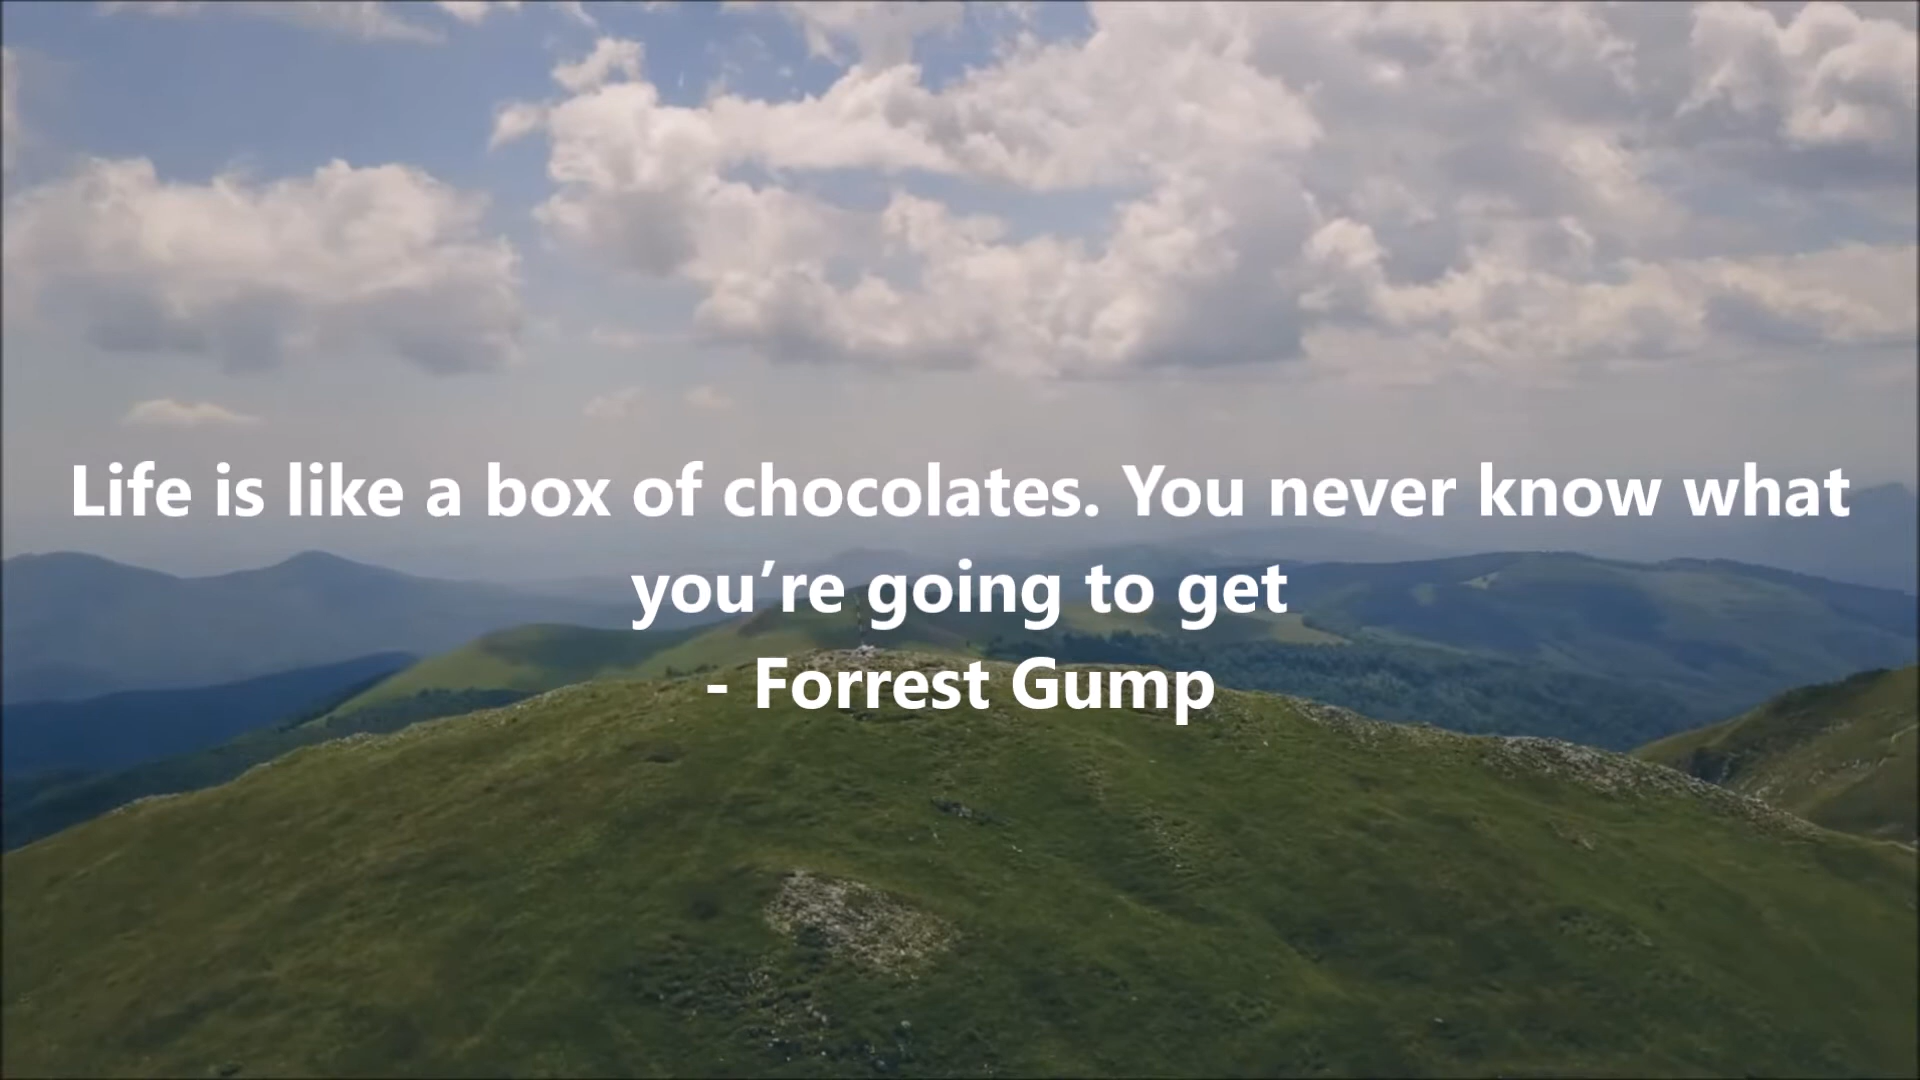 Life is like a box of chocolates. You never know what
you’re going to get
- Forrest Gump